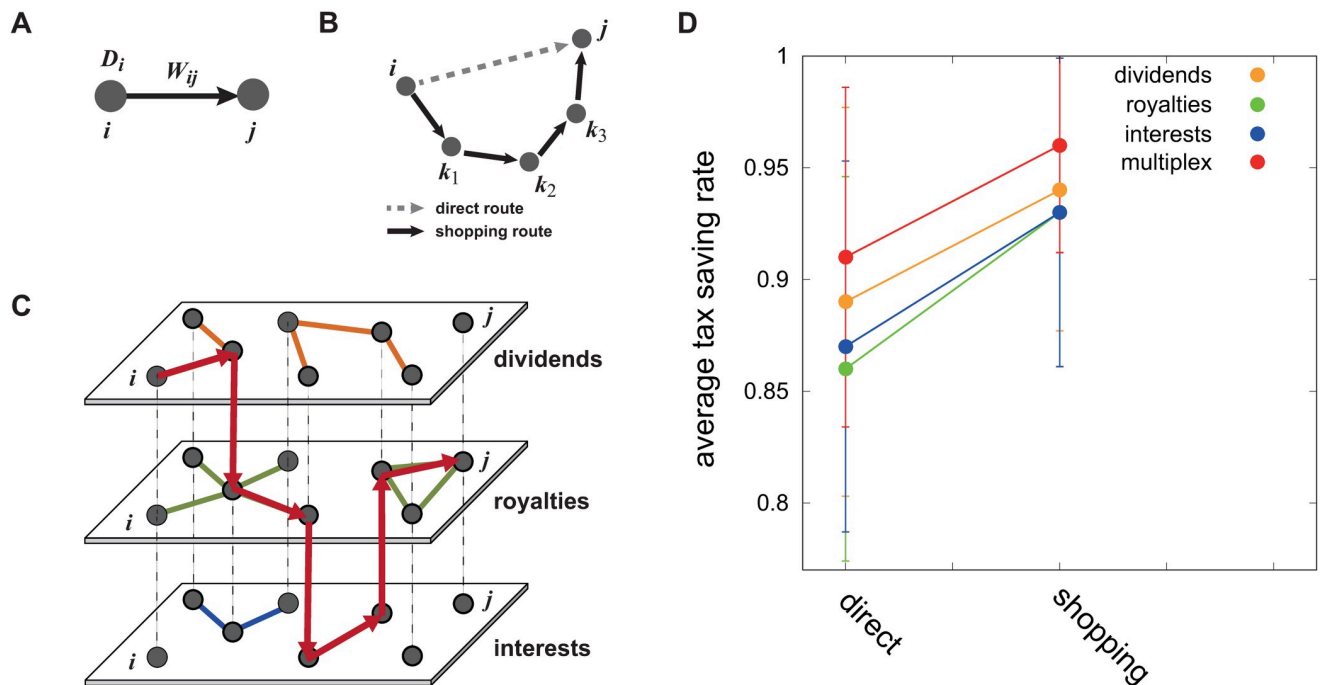 A
D_i
W_ij
i
j
B
i
j
k_1
k_2
k_3
direct route
shopping route
C
i
j
dividends
i
j
royalties
i
j
interests
D
average tax saving rate
1
0.95
0.9
0.85
0.8
dividends
royalties
interests
multiplex
direct
shopping